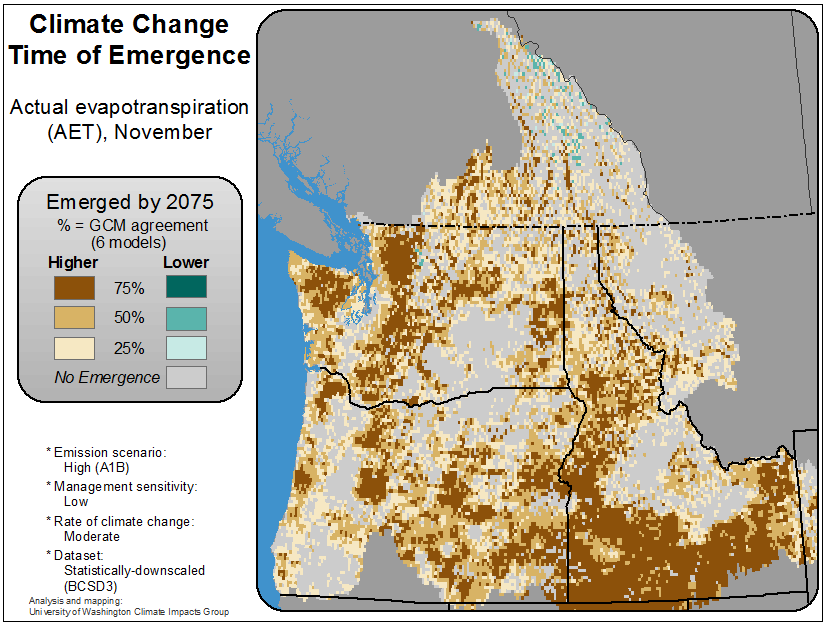 Climate Change
Time of Emergence
Actual evapotranspiration
(AET), November
Emerged by 2075
% = GCM agreement
(6 models)
Higher Lower
75%
50%
25%
No Emergence
* Emission scenario:
High (A1B)
* Management sensitivity:
Low
* Rate of climate change:
Moderate
* Dataset:
Statistically-downscaled
(BCSD3)
Analysis and mapping:
University of Washington Climate Impacts Group